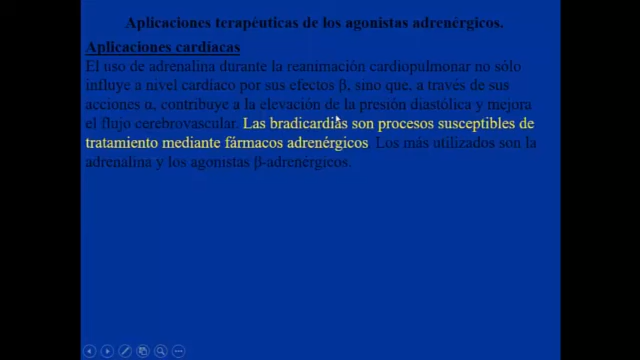 Aplicaciones terapéuticas de los agonistas adrenérgicos.
Aplicaciones cardíacas
El uso de adrenalina durante la reanimación cardiopulmonar no sólo
influye a nivel cardíaco por sus efectos β, sino que, a través de sus
acciones α, contribuye a la elevación de la presión diastólica y mejora
el flujo cerebrovascular. Las bradicardias son procesos susceptibles de
tratamiento mediante fármacos adrenérgicos. Los más utilizados son la
adrenalina y los agonistas β-adrenérgicos.